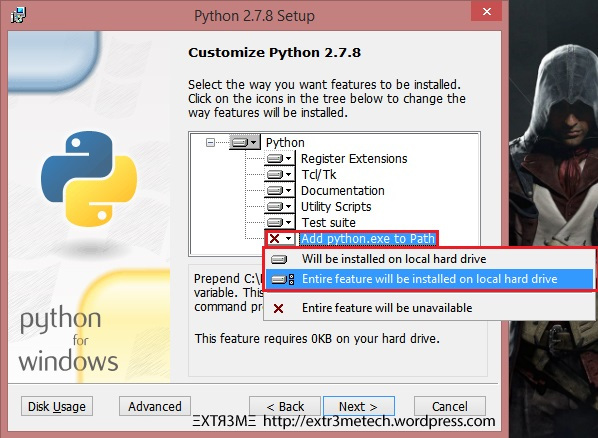 Python 2.7.8 Setup
Customize Python 2.7.8
Select the way you want features to be installed.
Click on the icons in the tree below to change the
way features will be installed.
Python
Register Extensions
Tcl/Tk
Documentation
Utility Scripts
Test suite
Add python.exe to Path
Will be installed on local hard drive
Entire feature will be installed on local hard drive
Entire feature will be unavailable
Prepend C:\
variable. This
command pr
This feature requires 0KB on your hard drive.
python
for
windows
Disk Usage
Advanced
< Back
Next >
Cancel
ΞXTЯ3MΞ http://extr3metech.wordpress.com